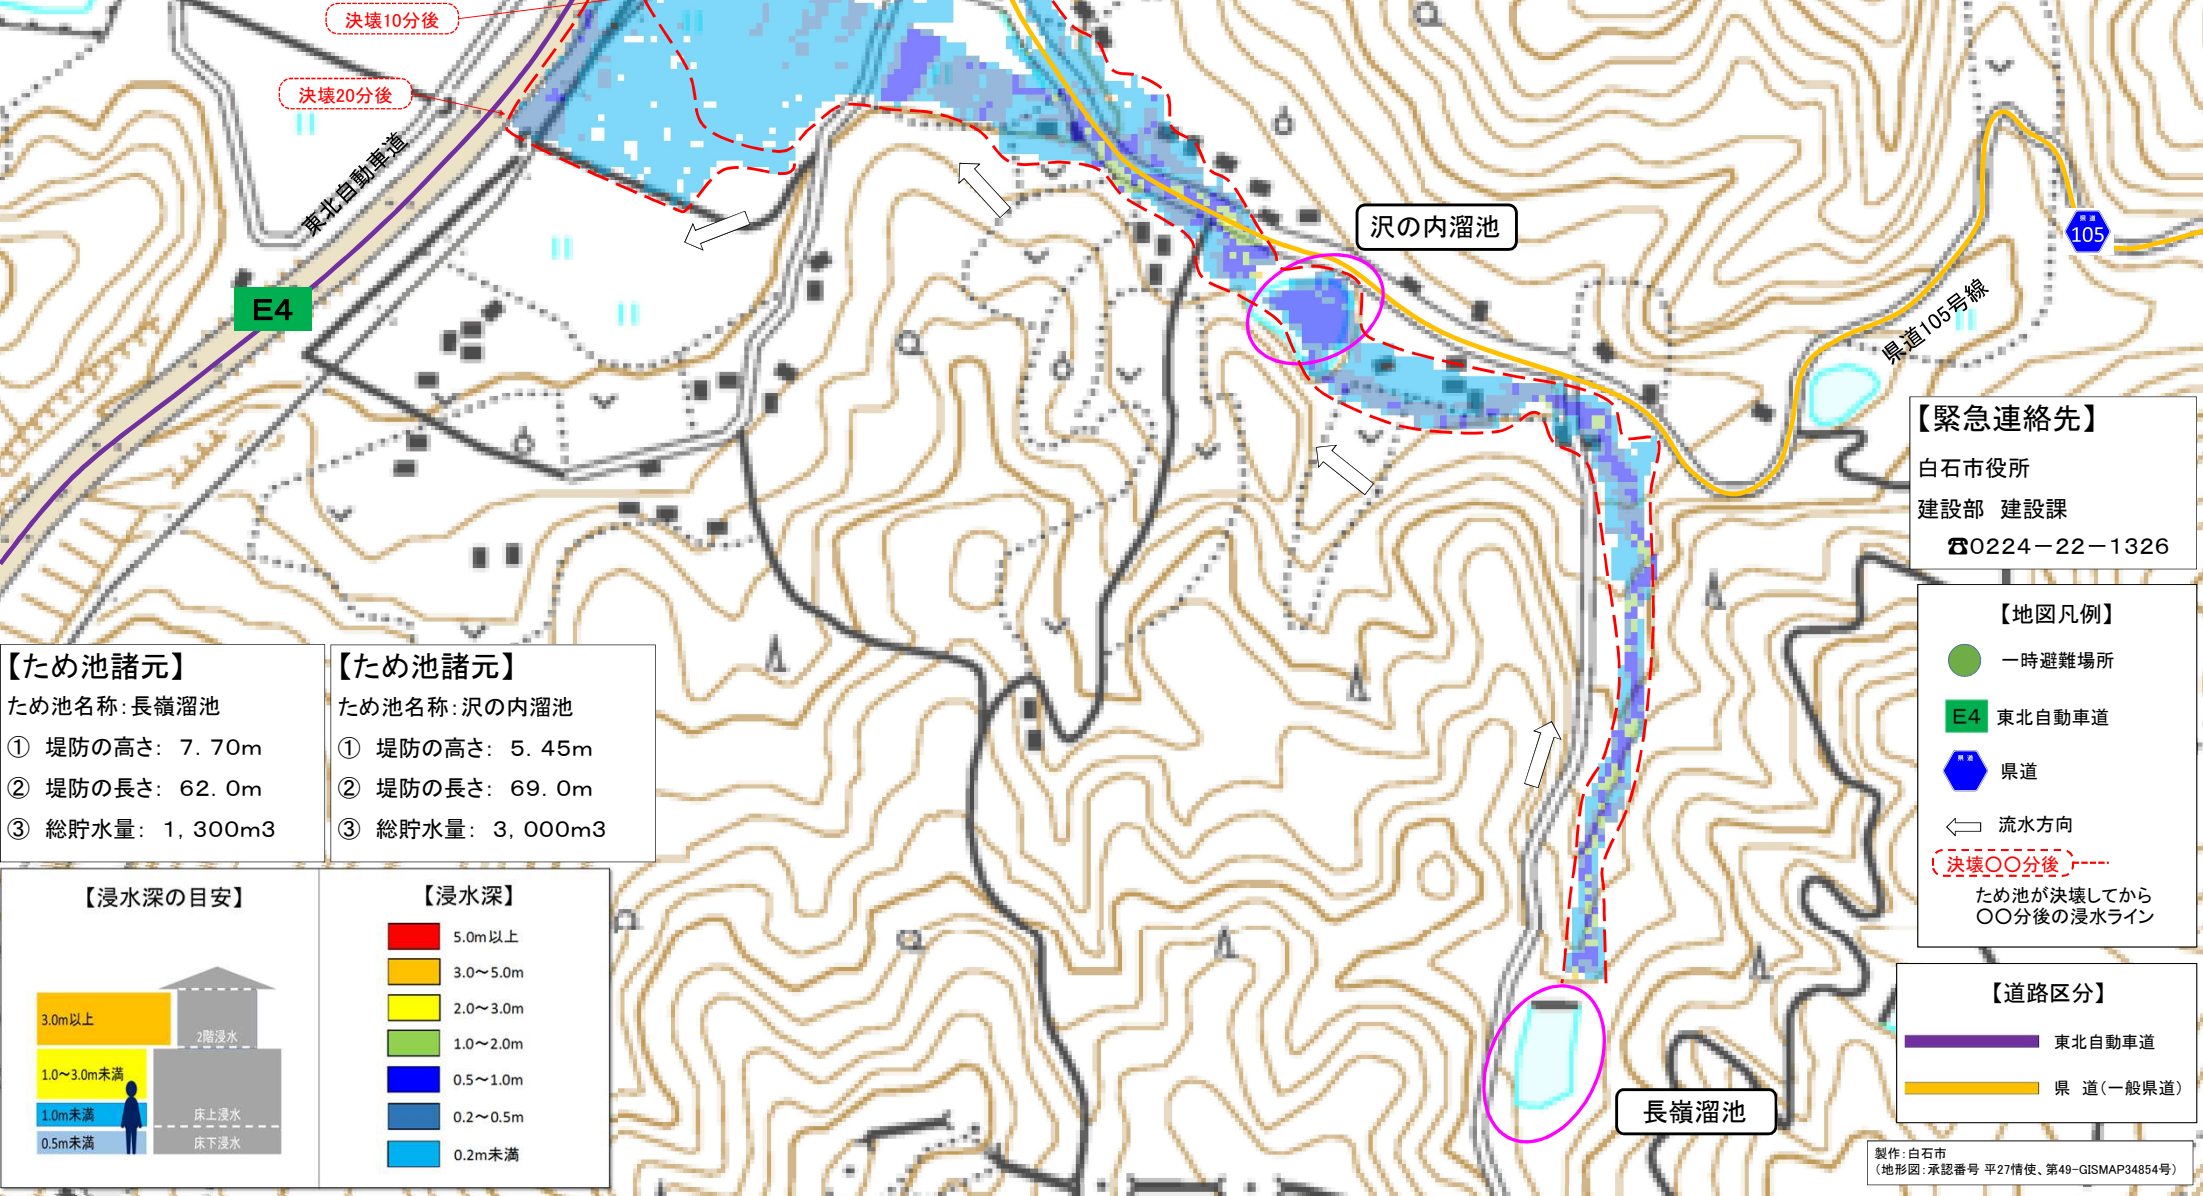 決壊10分後
決壊20分後
東北自動車道
E4
沢の内溜池
県道
105
県道105号線
【緊急連絡先】
白石市役所
建設部 建設課
☎0224－22－1326
【地図凡例】
一時避難場所
E4 東北自動車道
県道 県道
流水方向
決壊〇〇分後
ため池が決壊してから
〇〇分後の浸水ライン
【ため池諸元】
ため池名称：長嶺溜池
① 堤防の高さ： 7．70m
② 堤防の長さ： 62．0m
③ 総貯水量： 1，300m3
【ため池諸元】
ため池名称：沢の内溜池
① 堤防の高さ： 5．45m
② 堤防の長さ： 69．0m
③ 総貯水量： 3，000m3
【浸水深の目安】
3.0m以上
2階浸水
1.0～3.0m未満
1.0m未満
床上浸水
0.5m未満
床下浸水
【浸水深】
5.0m以上
3.0～5.0m
2.0～3.0m
1.0～2.0m
0.5～1.0m
0.2～0.5m
0.2m未満
長嶺溜池
【道路区分】
東北自動車道
県 道（一般県道）
製作：白石市
（地形図：承認番号 平27情使、第49-GISMAP34854号）